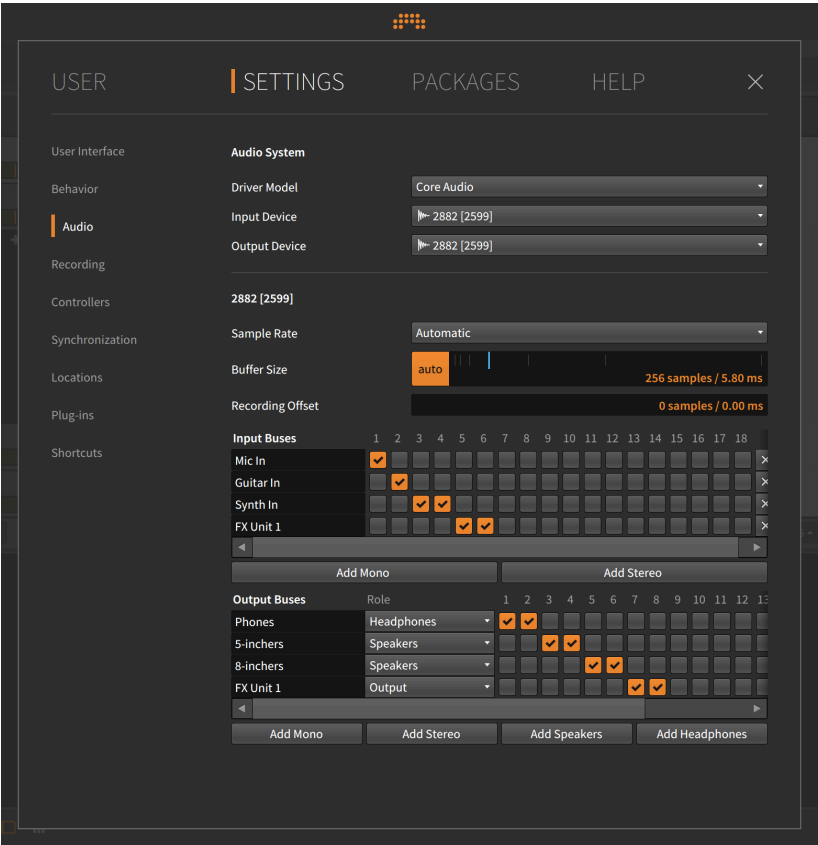 USER SETTINGS PACKAGES HELP
User Interface
Behavior
Audio
Recording
Controllers
Synchronization
Locations
Plug-ins
Shortcuts
Audio System
Driver Model Core Audio
Input Device 2882 [2599]
Output Device 2882 [2599]
2882 [2599]
Sample Rate Automatic
Buffer Size auto 256 samples / 5.80 ms
Recording Offset 0 samples / 0.00 ms
Input Buses 1 2 3 4 5 6 7 8 9 10 11 12 13 14 15 16 17 18
Mic In
Guitar In
Synth In
FX Unit 1
Add Mono Add Stereo
Output Buses Role 1 2 3 4 5 6 7 8 9 10 11 12 13
Phones Headphones
5-inchers Speakers
8-inchers Speakers
FX Unit 1 Output
Add Mono Add Stereo Add Speakers Add Headphones